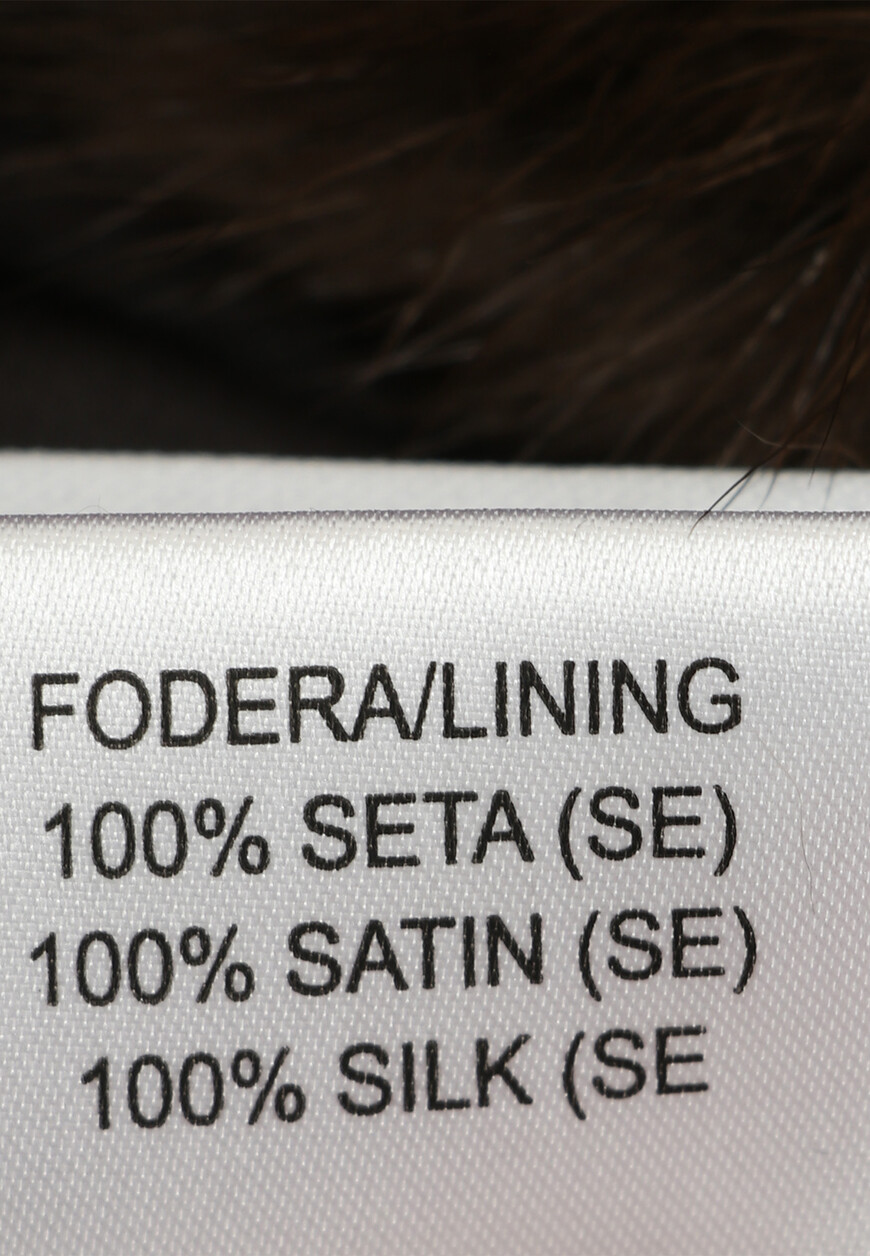 FODERA/LINING
100% SETA (SE)
100% SATIN (SE)
100% SILK (SE